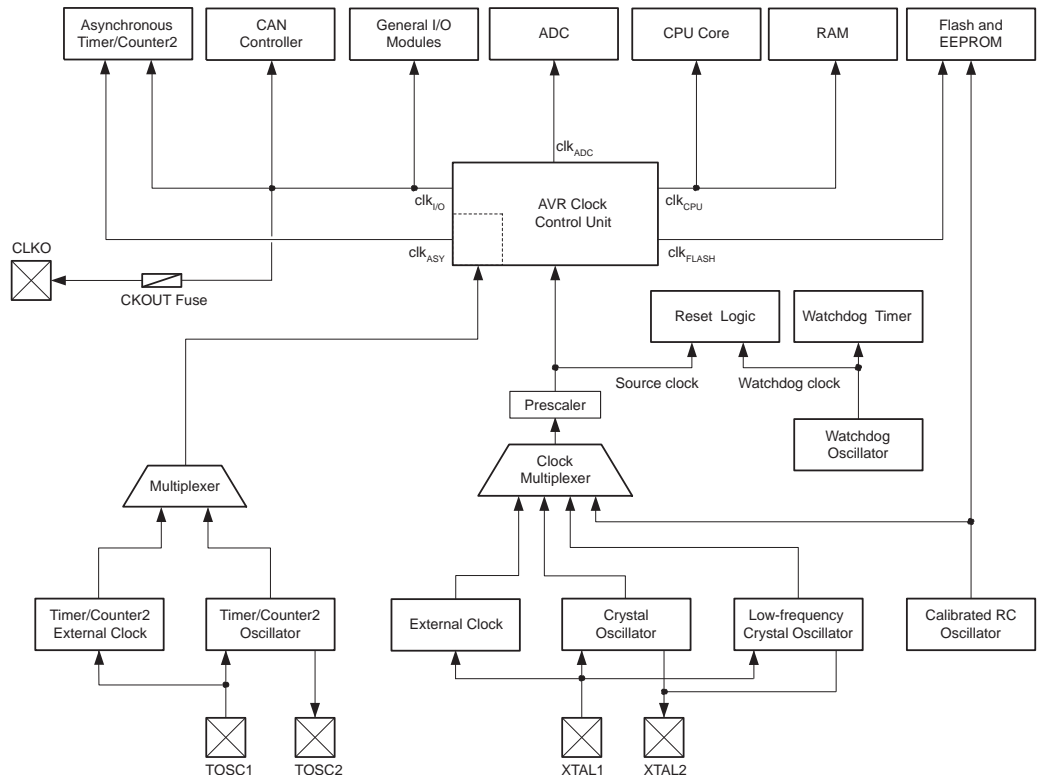 Asynchronous
Timer/Counter2
CAN
Controller
General I/O
Modules
ADC
CPU Core
RAM
Flash and
EEPROM
clkADC
clkI/O
AVR Clock
Control Unit
clkCPU
clkASY
clkFLASH
CLKO
CKOUT Fuse
Reset Logic
Watchdog Timer
Source clock
Watchdog clock
Prescaler
Watchdog
Oscillator
Clock
Multiplexer
Multiplexer
Timer/Counter2
External Clock
Timer/Counter2
Oscillator
External Clock
Crystal
Oscillator
Low-frequency
Crystal Oscillator
Calibrated RC
Oscillator
TOSC1
TOSC2
XTAL1
XTAL2